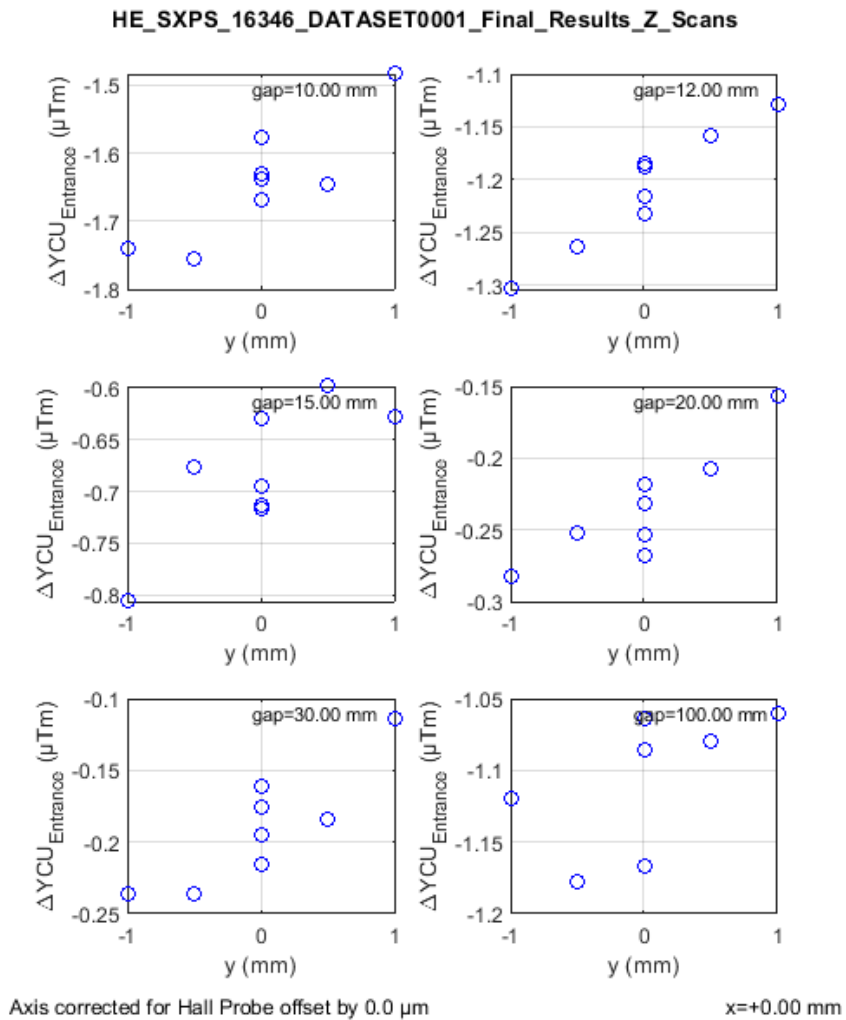 HE_SXPS_16346_DATASET0001_Final_Results_Z_Scans
gap=10.00 mm
-1.5
-1.6
-1.7
-1.8
ΔYCU_Entrance (μTm)
-1 0 1
y (mm)
gap=12.00 mm
-1.1
-1.15
-1.2
-1.25
-1.3
ΔYCU_Entrance (μTm)
-1 0 1
y (mm)
gap=15.00 mm
-0.6
-0.65
-0.7
-0.75
-0.8
ΔYCU_Entrance (μTm)
-1 0 1
y (mm)
gap=20.00 mm
-0.15
-0.2
-0.25
-0.3
ΔYCU_Entrance (μTm)
-1 0 1
y (mm)
gap=30.00 mm
-0.1
-0.15
-0.2
-0.25
ΔYCU_Entrance (μTm)
-1 0 1
y (mm)
gap=100.00 mm
-1.05
-1.1
-1.15
-1.2
ΔYCU_Entrance (μTm)
-1 0 1
y (mm)
Axis corrected for Hall Probe offset by 0.0 μm
x=+0.00 mm